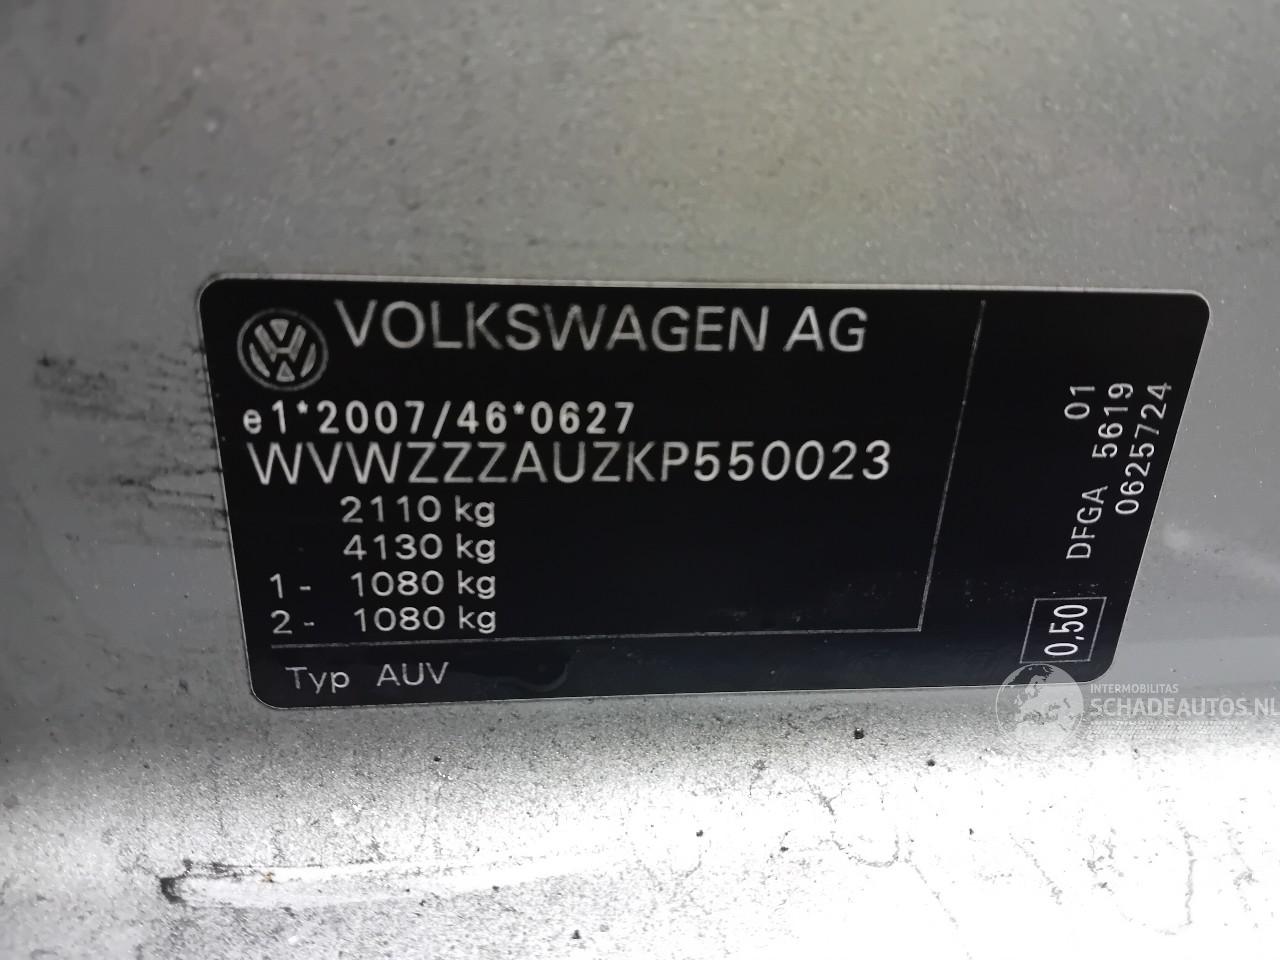 VOLKSWAGEN AG
e1*2007/46*0627
WVWZZZAUZKP550023
2110 kg
4130 kg
1 - 1080 kg
2 - 1080 kg
Typ AUV
01
DFGA 5619
0625724
0,50
INTERMOBILITAS
SCHADEAUTOS.NL